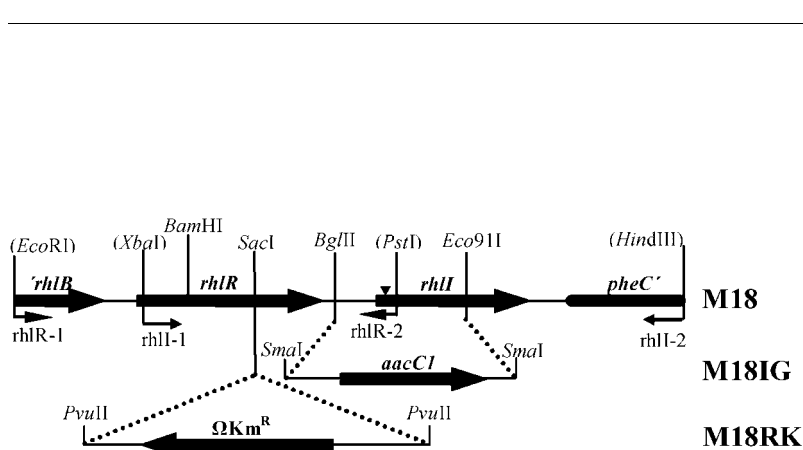 BamHI
(EcoRI) (XbaI) SacI BglII (PstI) Eco91I (HindIII)
´rhlB rhlR rhlI pheC´ M18
rhlR-1 rhlI-1 rhlR-2 rhlI-2
SmaI aacC1 SmaI M18IG
PvuII ΩKmR PvuII M18RK